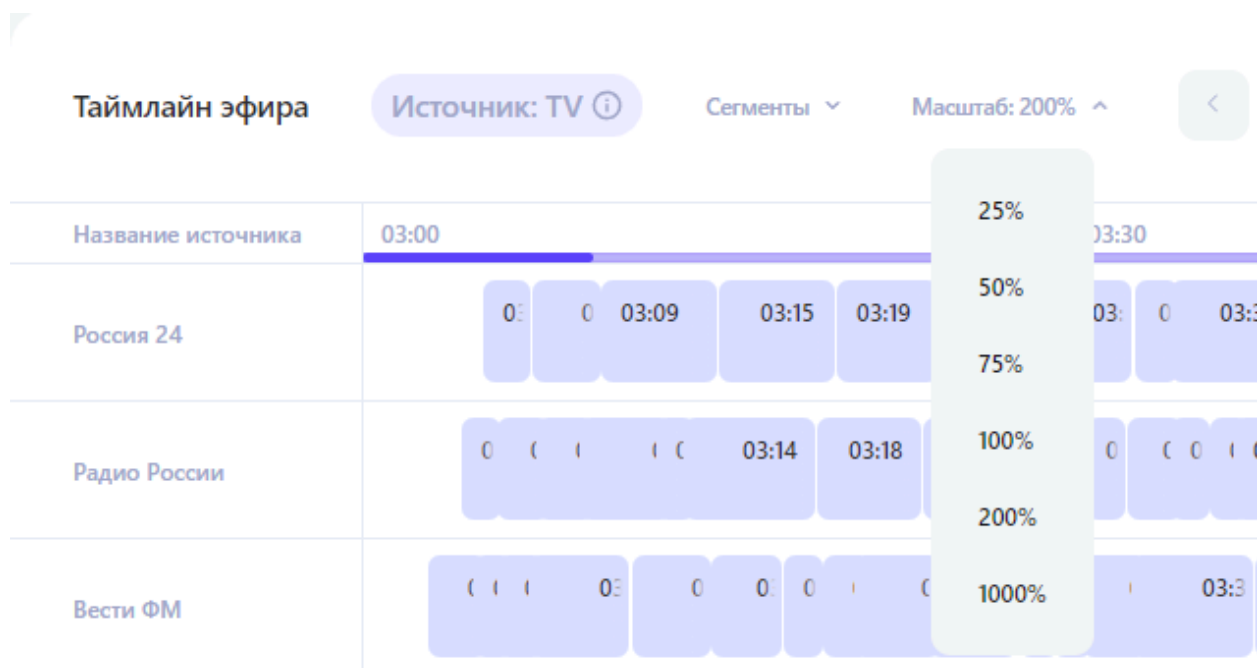 Таймлайн эфира Источник: TV Сегменты Масштаб: 200%
25%
Название источника 03:00 03:30
50%
03:09 03:15 03:19
Россия 24
75%
100%
03:14 03:18
Радио России
200%
1000%
Вести ФМ